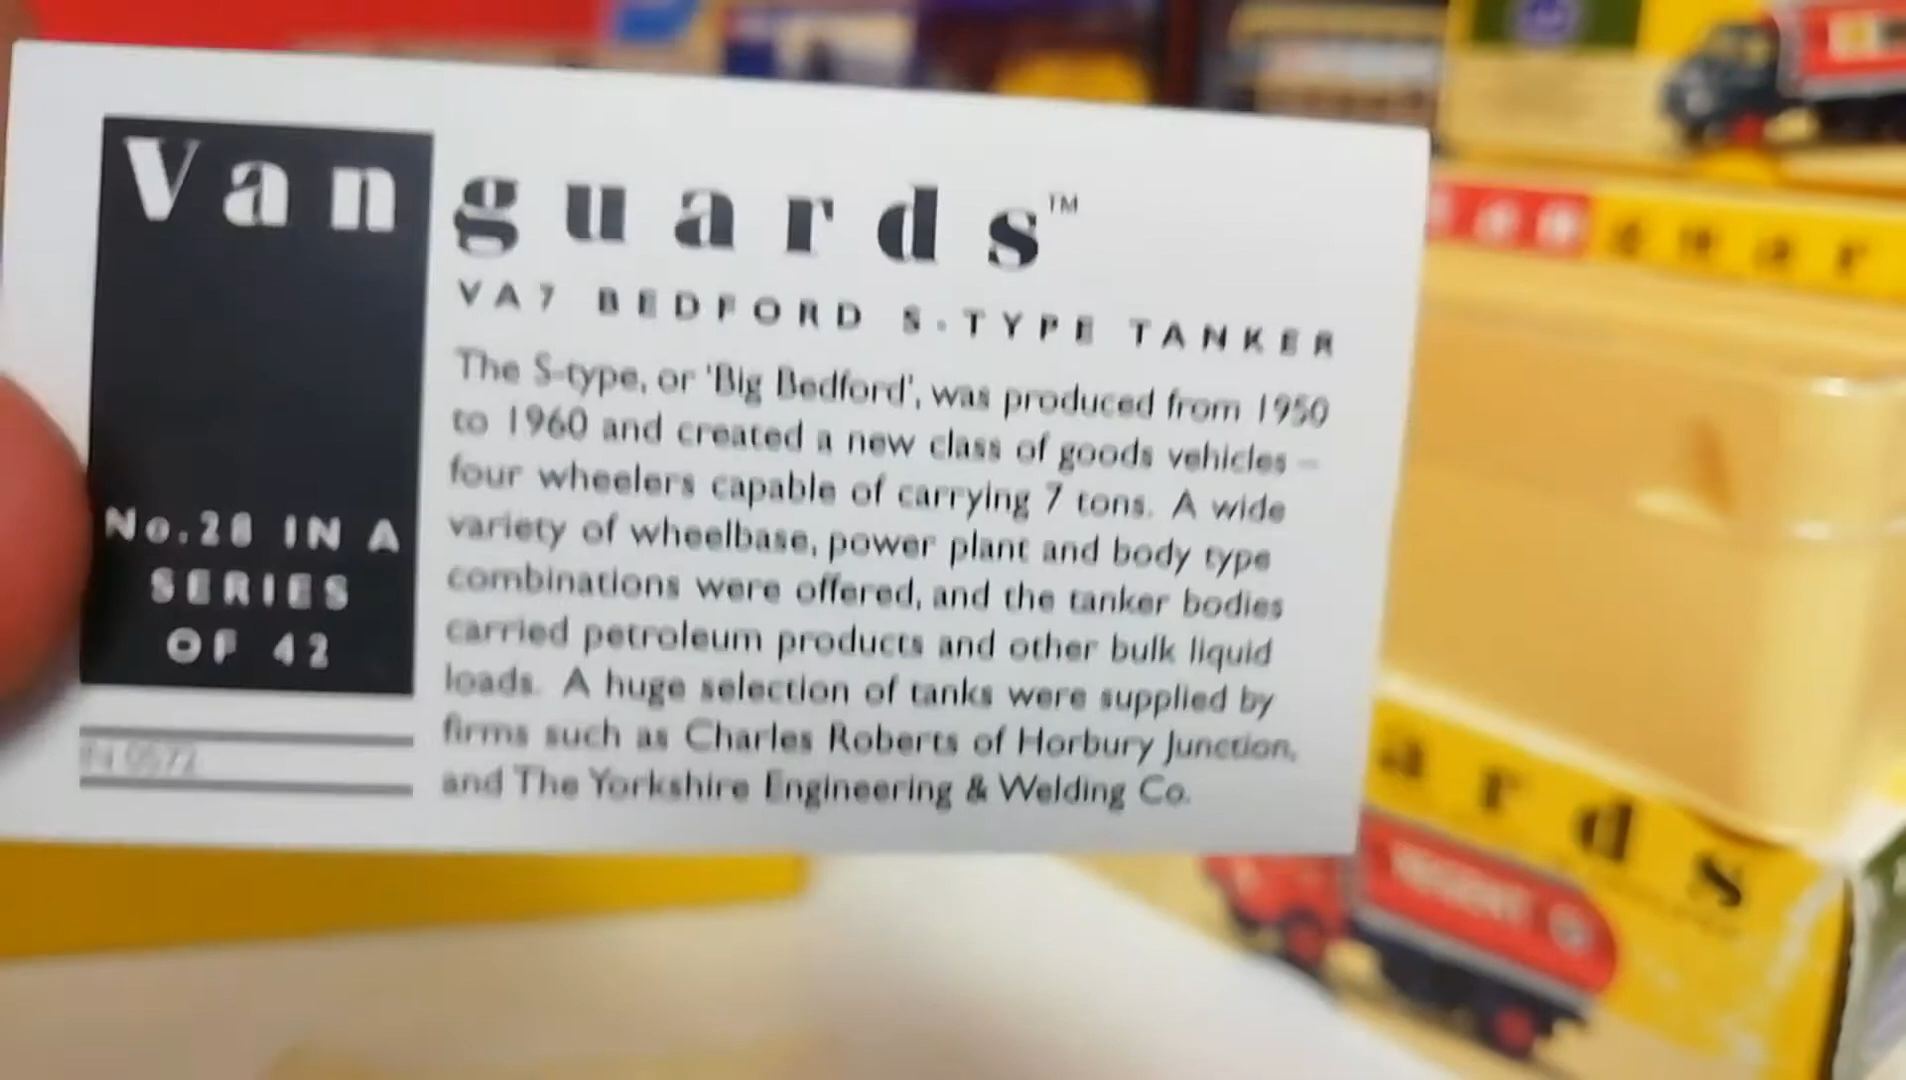 Vanguards™
VA7 BEDFORD S-TYPE TANKER
The S-type, or 'Big Bedford', was produced from 1950
to 1960 and created a new class of goods vehicles –
four wheelers capable of carrying 7 tons. A wide
variety of wheelbase, power plant and body type
combinations were offered, and the tanker bodies
carried petroleum products and other bulk liquid
loads. A huge selection of tanks were supplied by
firms such as Charles Roberts of Horbury Junction,
and The Yorkshire Engineering & Welding Co.
No.28 IN A
SERIES
OF 42
0572
guar
ards